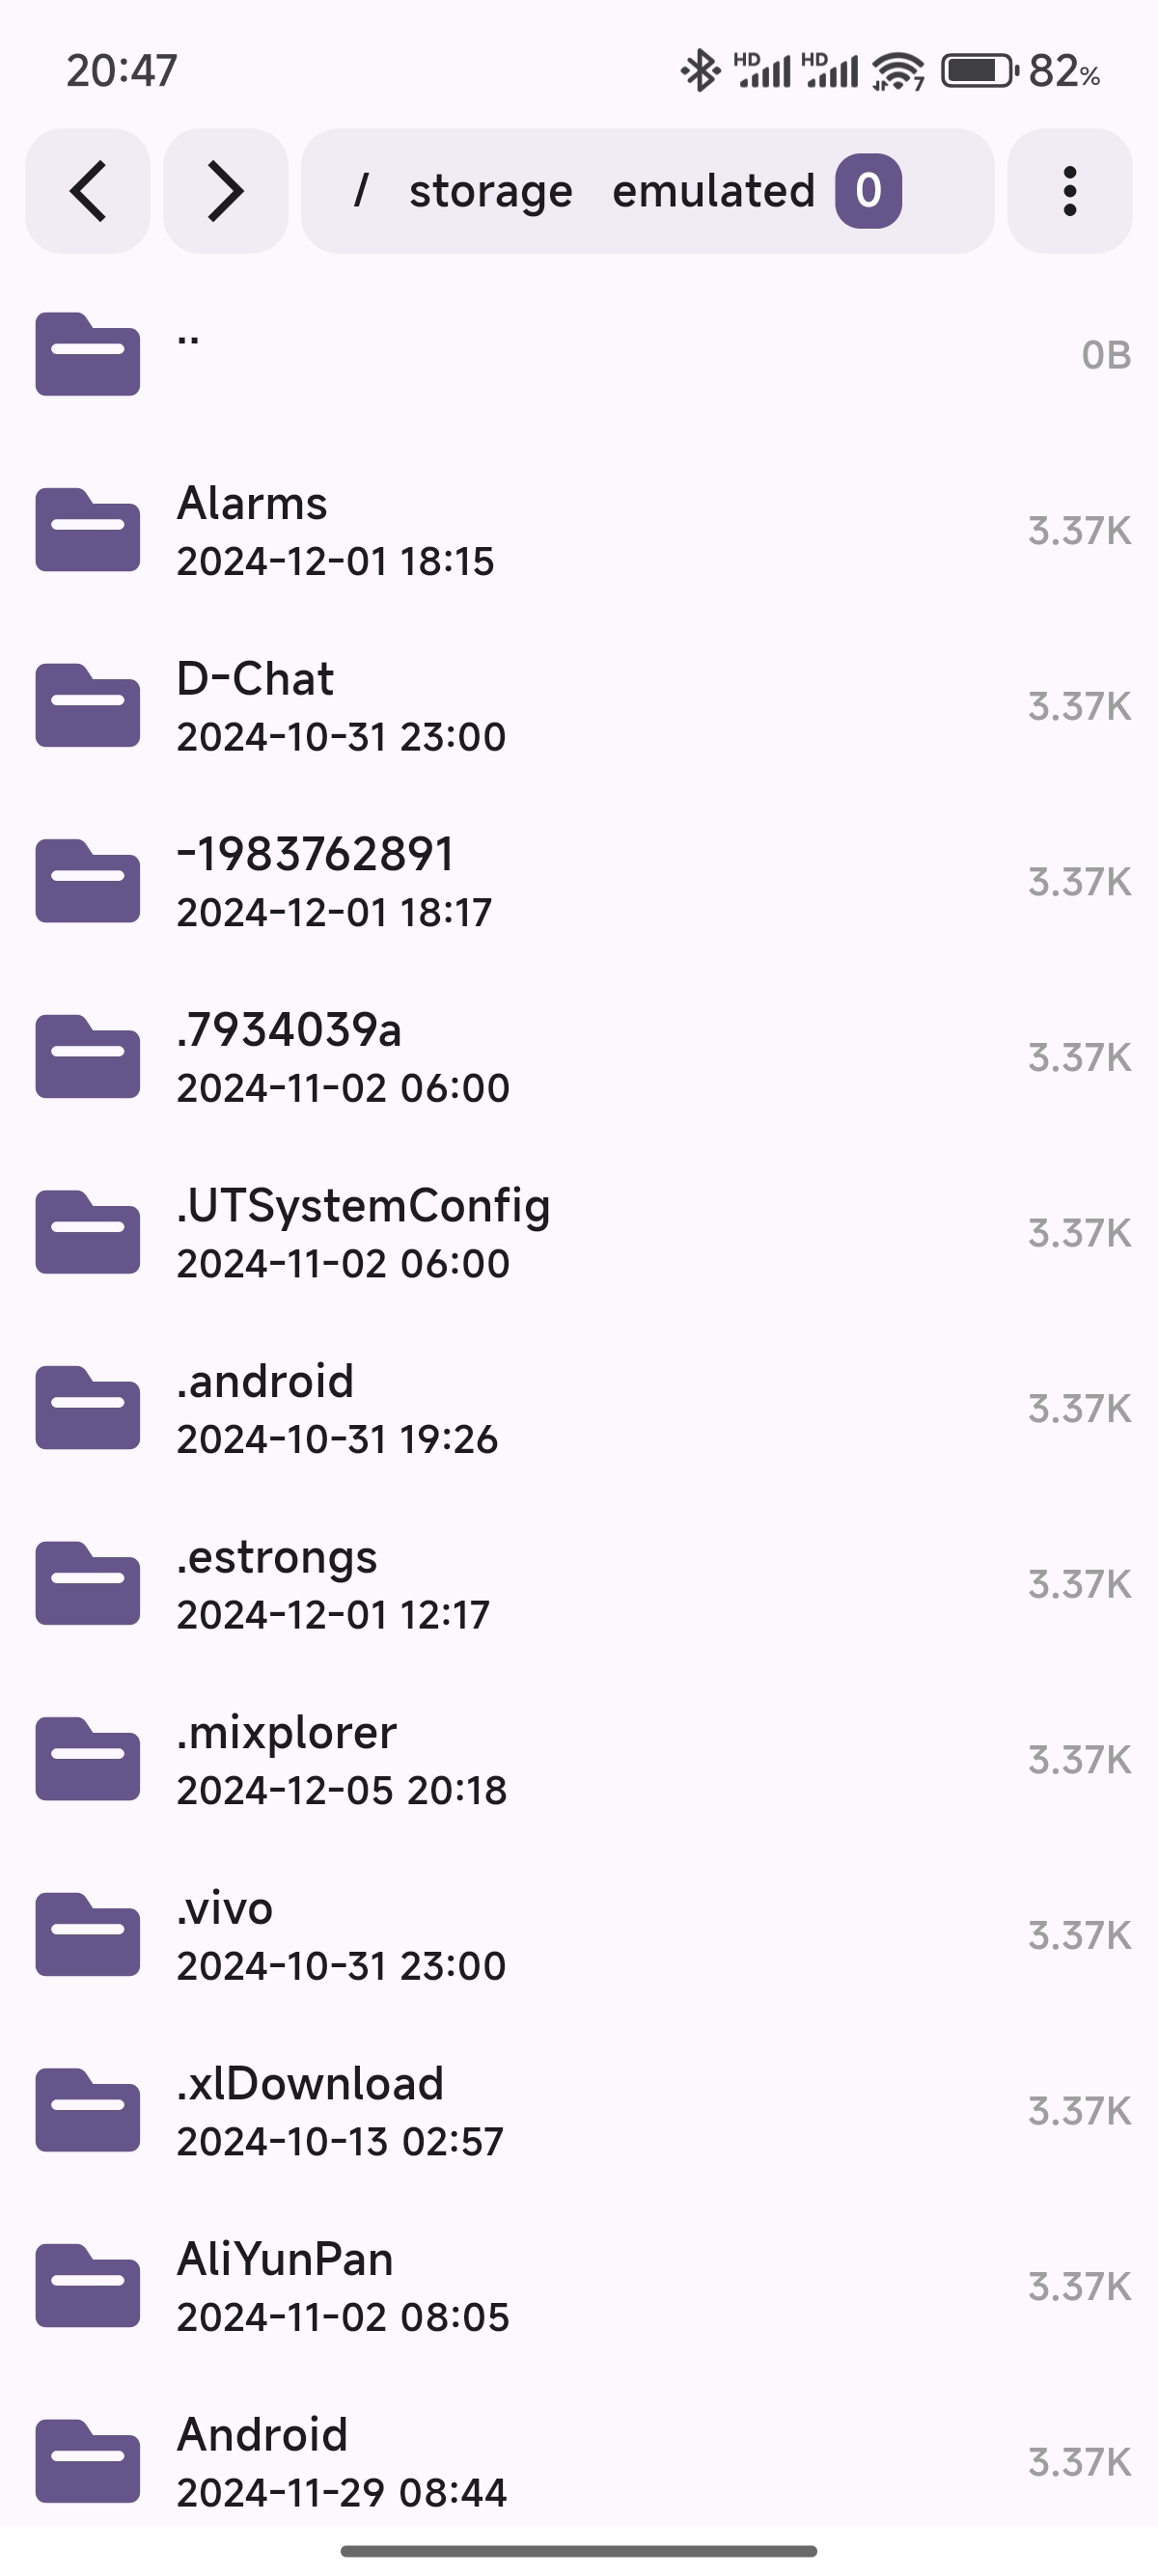 20:47 HD HD 7 82%
/ storage emulated 0
..
0B
Alarms
2024-12-01 18:15
3.37K
D-Chat
2024-10-31 23:00
3.37K
-1983762891
2024-12-01 18:17
3.37K
.7934039a
2024-11-02 06:00
3.37K
.UTSystemConfig
2024-11-02 06:00
3.37K
.android
2024-10-31 19:26
3.37K
.estrongs
2024-12-01 12:17
3.37K
.mixplorer
2024-12-05 20:18
3.37K
.vivo
2024-10-31 23:00
3.37K
.xlDownload
2024-10-13 02:57
3.37K
AliYunPan
2024-11-02 08:05
3.37K
Android
2024-11-29 08:44
3.37K